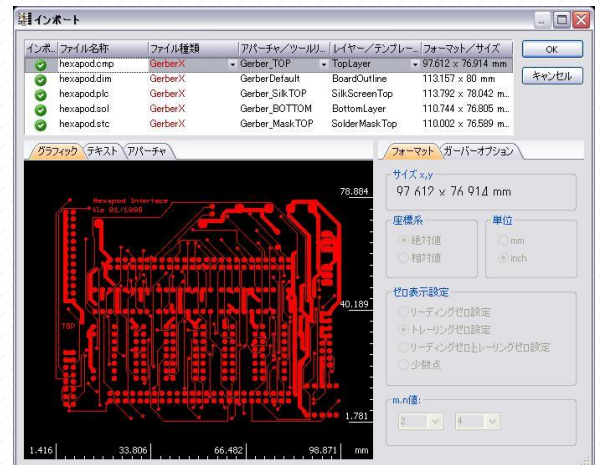 インポート
インポ... ファイル名称 ファイル種類 アパーチャ／ツールリ... レイヤー／テンプレー... フォーマット／サイズ
hexapod.cmp GerberX Gerber_TOP TopLayer 97.612 x 76.914 mm
hexapod.dim GerberX GerberDefault BoardOutline 113.157 x 80 mm
hexapod.plc GerberX Gerber_SilkTOP SilkScreenTop 113.792 x 78.042 m...
hexapod.sol GerberX Gerber_BOTTOM BottomLayer 110.744 x 76.805 m...
hexapod.stc GerberX Gerber_MaskTOP SolderMaskTop 110.002 x 76.589 m...
OK
キャンセル
グラフィック テキスト アパーチャ
フォーマット ガーバーオプション
Hexapod Interface
01/1998
TOP
78.884
40.189
1.781
1.416 33.806 66.482 98.871 mm
サイズ x,y
97.612 x 76.914 mm
座標系
絶対値
相対値
単位
mm
inch
ゼロ表示設定
リーディングゼロ設定
トレーリングゼロ設定
リーディングゼロとトレーリングゼロ設定
少数点
m.n値:
2 4